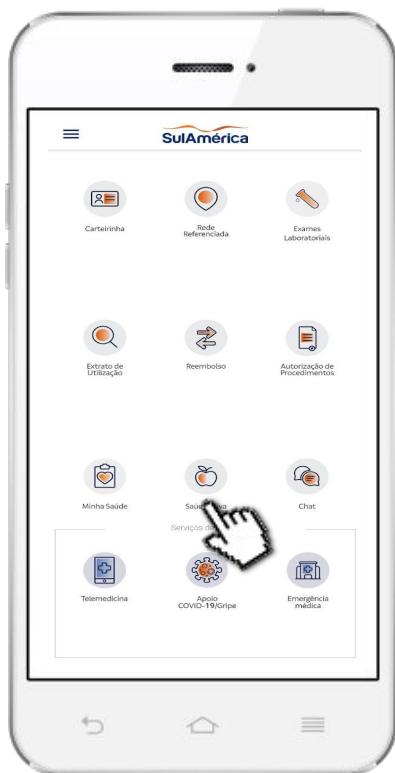 SulAmérica
Carteirinha
Rede
Referenciada
Exames
Laboratoriais
Extrato de
Utilização
Reembolso
Autorização de
Procedimentos
Minha Saúde
Chat
Serviços
Telemedicina
Apoio
COVID-19/Gripe
Emergência
médica